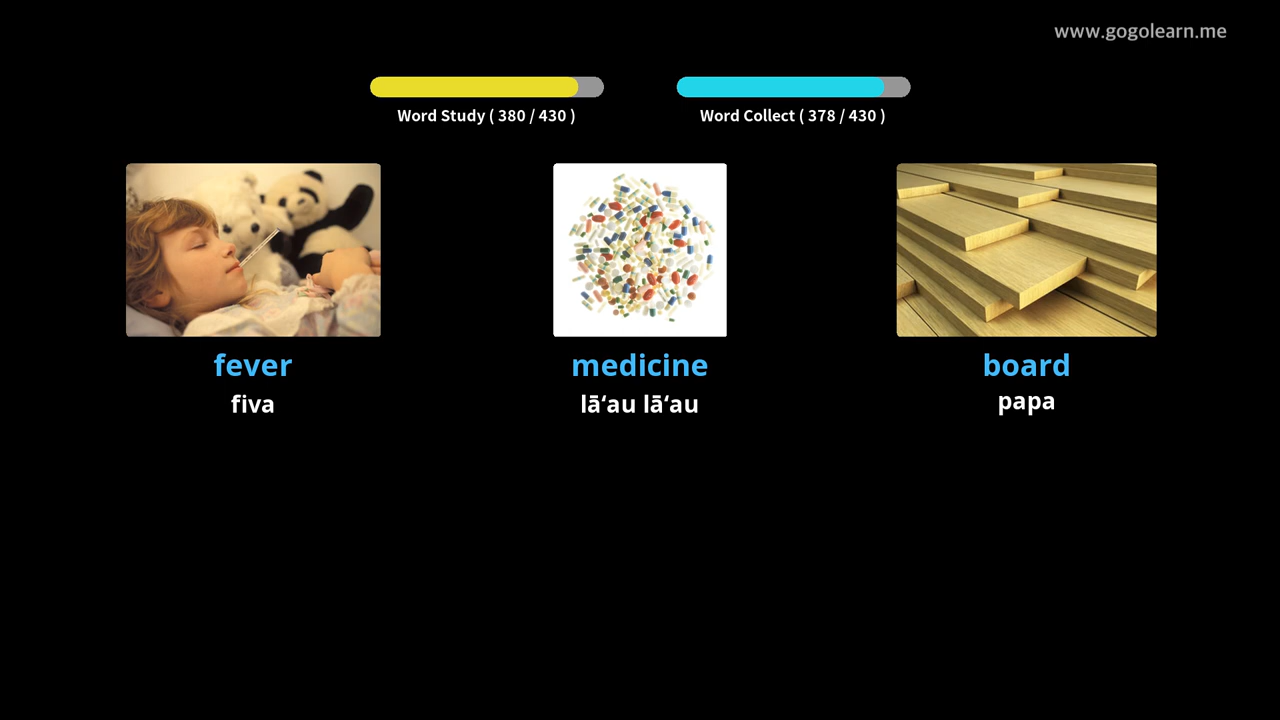 www.gogolearn.me
Word Study ( 380 / 430 )
Word Collect ( 378 / 430 )
fever
medicine
board
fiva
lāʻau lāʻau
papa